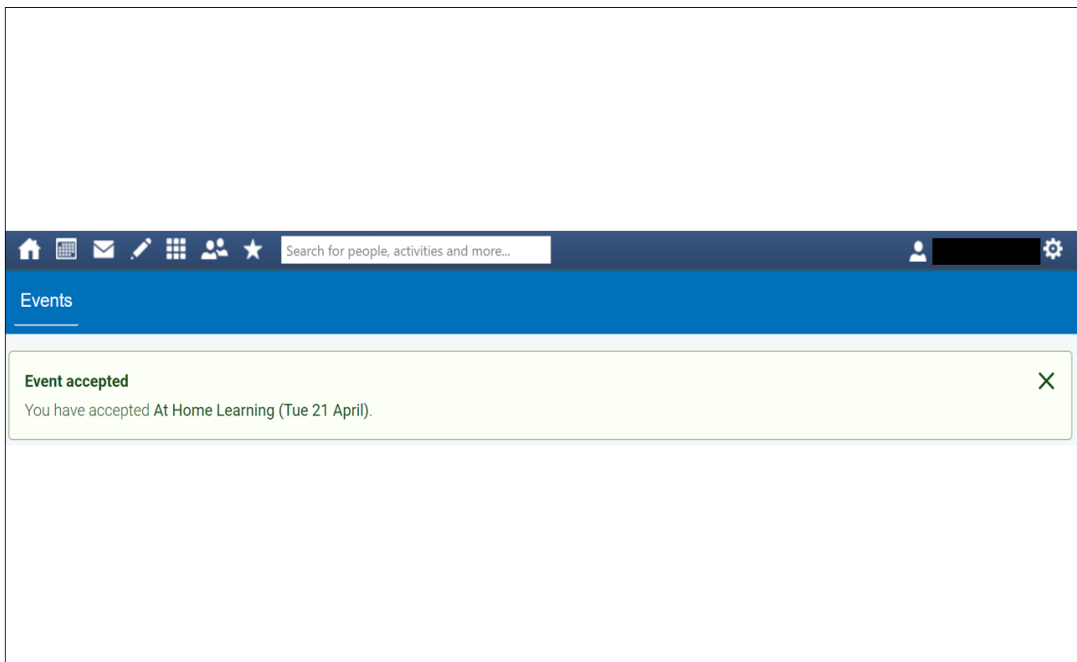 Search for people, activities and more...
Events
Event accepted
You have accepted At Home Learning (Tue 21 April).